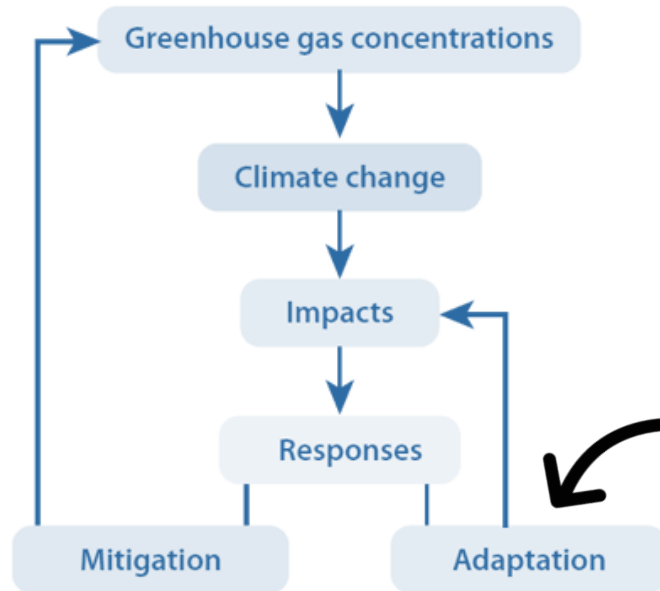 Greenhouse gas concentrations
Climate change
Impacts
Responses
Mitigation
Adaptation